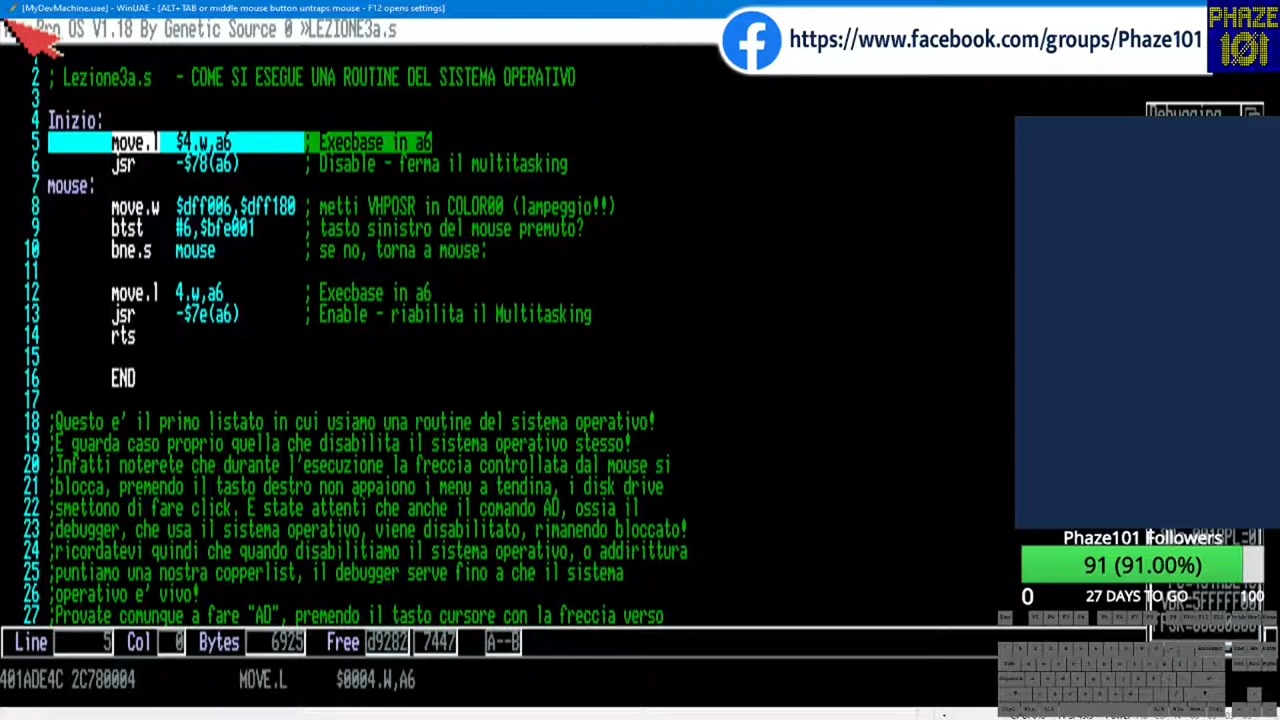 [MyDevMachine.uae] - WinUAE - [ALT+TAB or middle mouse button untraps mouse - F12 opens settings]
Pro OS V1.18 By Genetic Source 0 »LEZIONE3a.s
https://www.facebook.com/groups/Phaze101
PHAZE
101
2 ; Lezione3a.s - COME SI ESEGUE UNA ROUTINE DEL SISTEMA OPERATIVO
3
4 Inizio:
Debugging
5 move.l $4.w,a6 ; Execbase in a6
6 jsr -$78(a6) ; Disable - ferma il multitasking
7 mouse:
8 move.w $dff006,$dff180 ; metti VHPOSR in COLOR00 (lampeggio!!)
9 btst #6,$bfe001 ; tasto sinistro del mouse premuto?
10 bne.s mouse ; se no, torna a mouse:
11
12 move.l 4.w,a6 ; Execbase in a6
13 jsr -$7e(a6) ; Enable - riabilita il Multitasking
14 rts
15
16 END
17
18 ;Questo e' il primo listato in cui usiamo una routine del sistema operativo!
19 ;E guarda caso proprio quella che disabilita il sistema operativo stesso!
20 ;Infatti noterete che durante l'esecuzione la freccia controllata dal mouse si
21 ;blocca, premendo il tasto destro non appaiono i menu a tendina, i disk drive
22 ;smettono di fare click. E state attenti che anche il comando AD, ossia il
23 ;debugger, che usa il sistema operativo, viene disabilitato, rimanendo bloccato!
24 ;ricordatevi quindi che quando disabilitiamo il sistema operativo, o addirittura
25 ;puntiamo una nostra copperlist, il debugger serve fino a che il sistema
26 ;operativo e' vivo!
27 ;Provate comunque a fare "AD", premendo il tasto cursore con la freccia verso
Phaze101 Followers
91 (91.00%)
0 27 DAYS TO GO 100
Line 5 Col 0 Bytes 6925 Free d9282 7447 A--B
401ADE4C 2C780004 MOVE.L $0004.W,A6